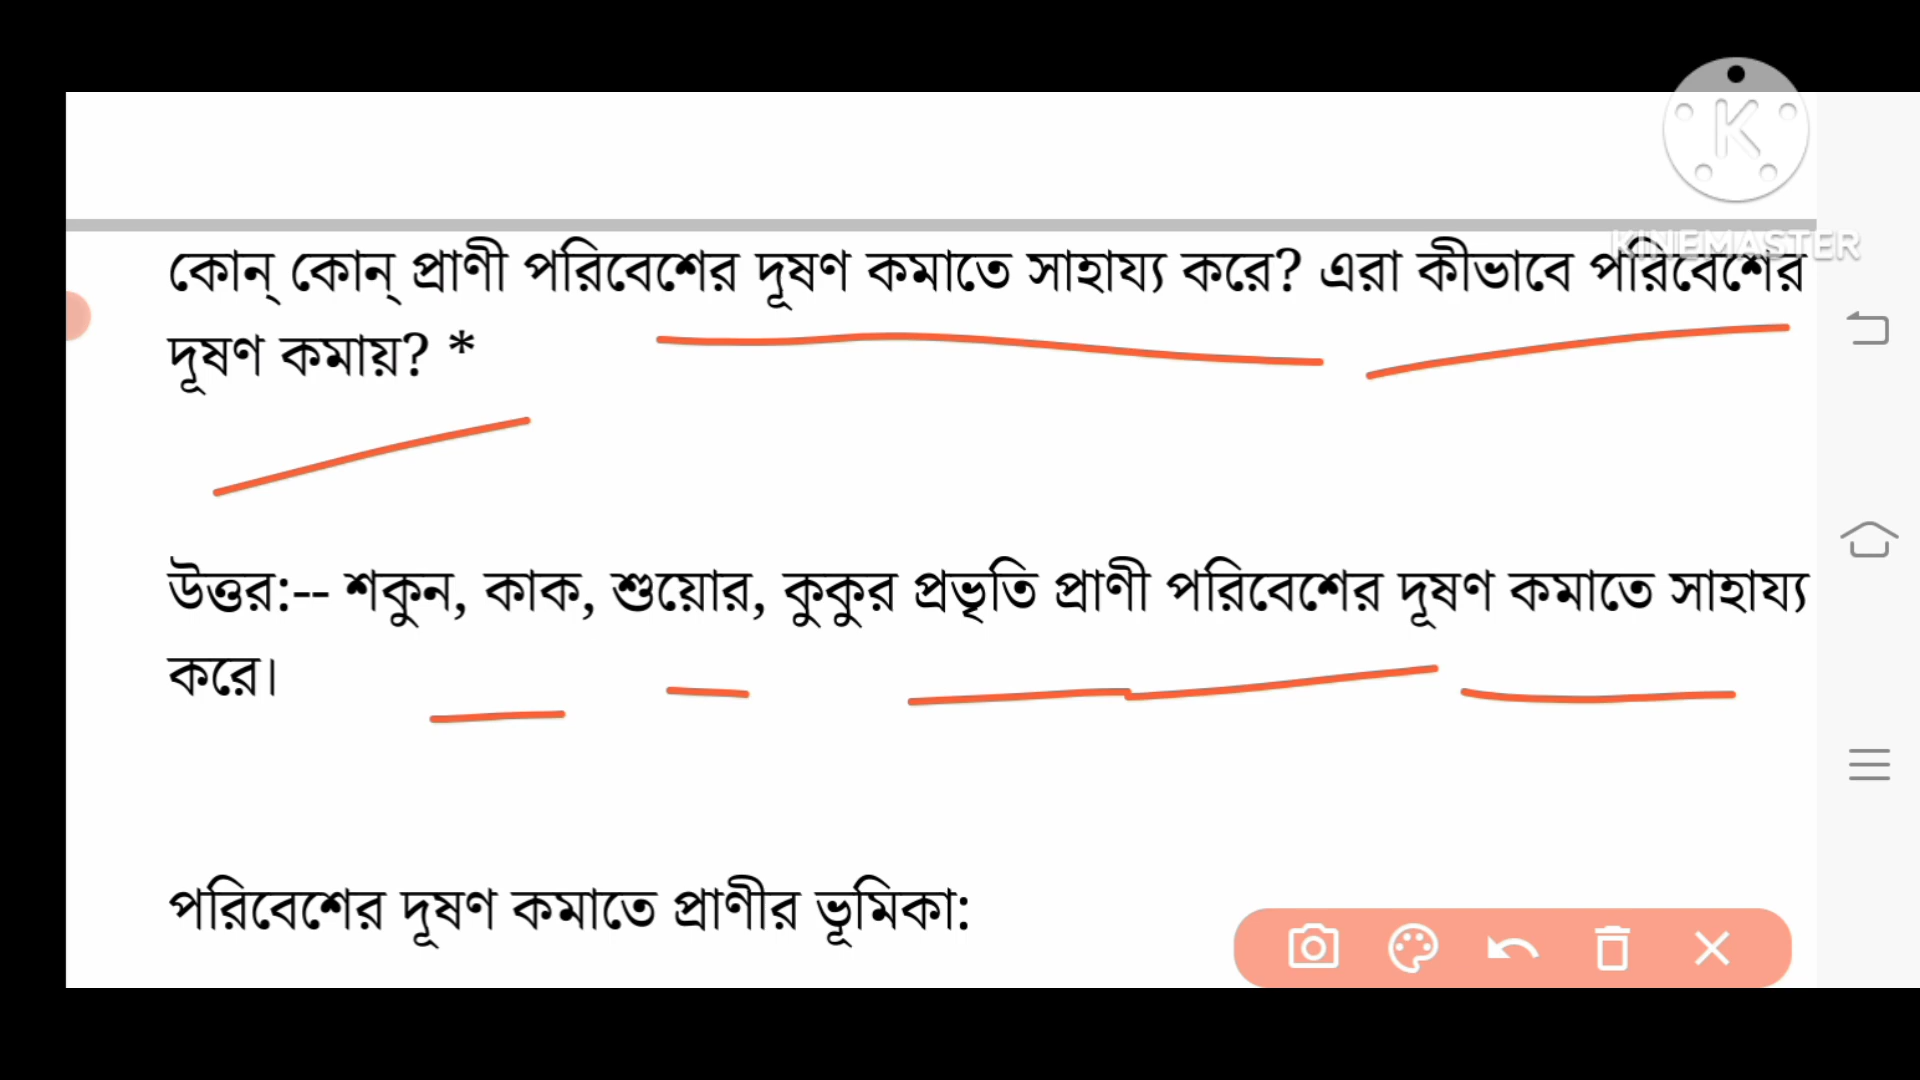 KINEMASTER
কোন্ কোন্ প্রাণী পরিবেশের দূষণ কমাতে সাহায্য করে? এরা কীভাবে পরিবেশের
দূষণ কমায়? *
উত্তর:-- শকুন, কাক, শুয়োর, কুকুর প্রভৃতি প্রাণী পরিবেশের দূষণ কমাতে সাহায্য
করে।
পরিবেশের দূষণ কমাতে প্রাণীর ভূমিকা: